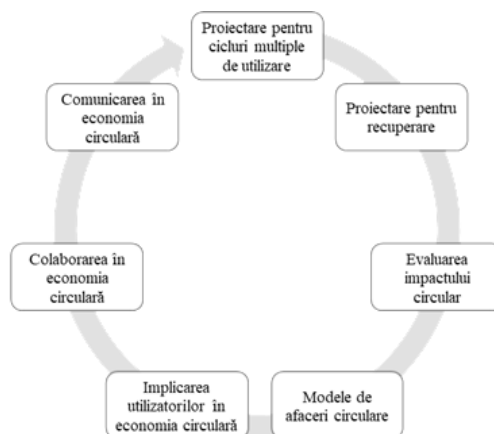 Proiectare pentru
cicluri multiple
de utilizare
Proiectare pentru
recuperare
Evaluarea
impactului
circular
Modele de
afaceri circulare
Implicarea
utilizatorilor în
economia circulară
Colaborarea în
economia
circulară
Comunicarea în
economia
circulară